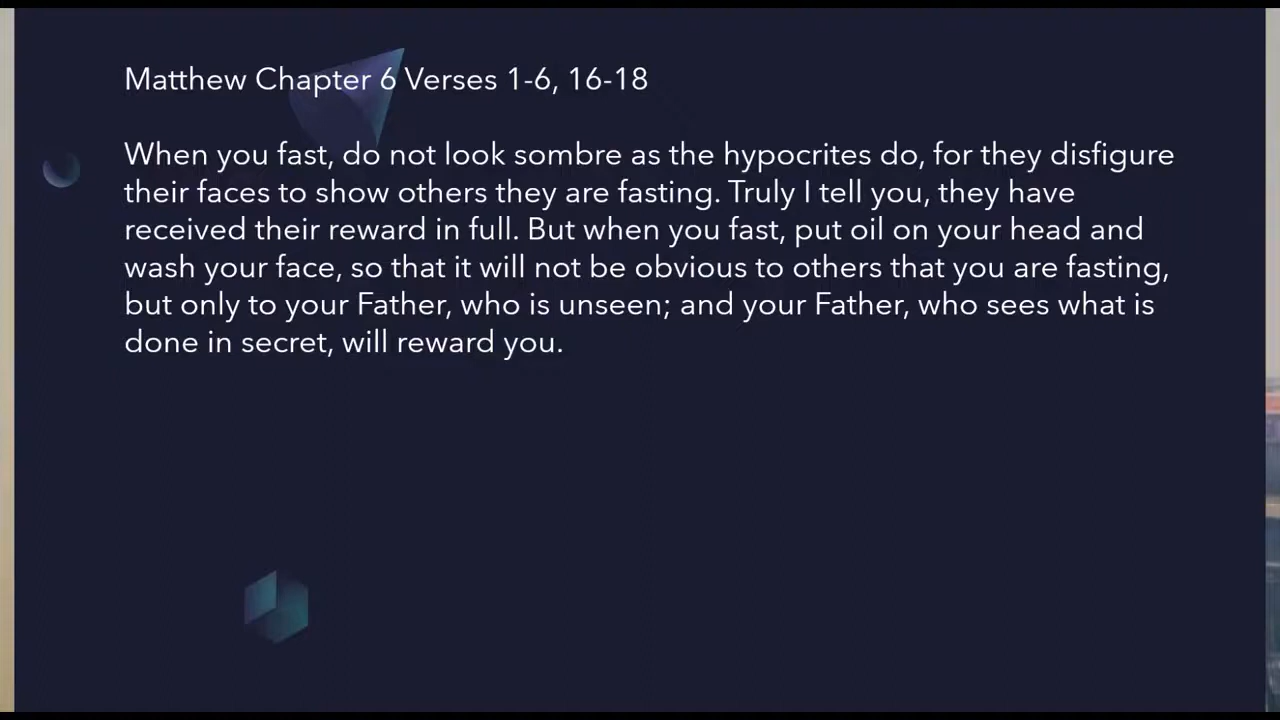 Matthew Chapter 6 Verses 1-6, 16-18
When you fast, do not look sombre as the hypocrites do, for they disfigure
their faces to show others they are fasting. Truly I tell you, they have
received their reward in full. But when you fast, put oil on your head and
wash your face, so that it will not be obvious to others that you are fasting,
but only to your Father, who is unseen; and your Father, who sees what is
done in secret, will reward you.